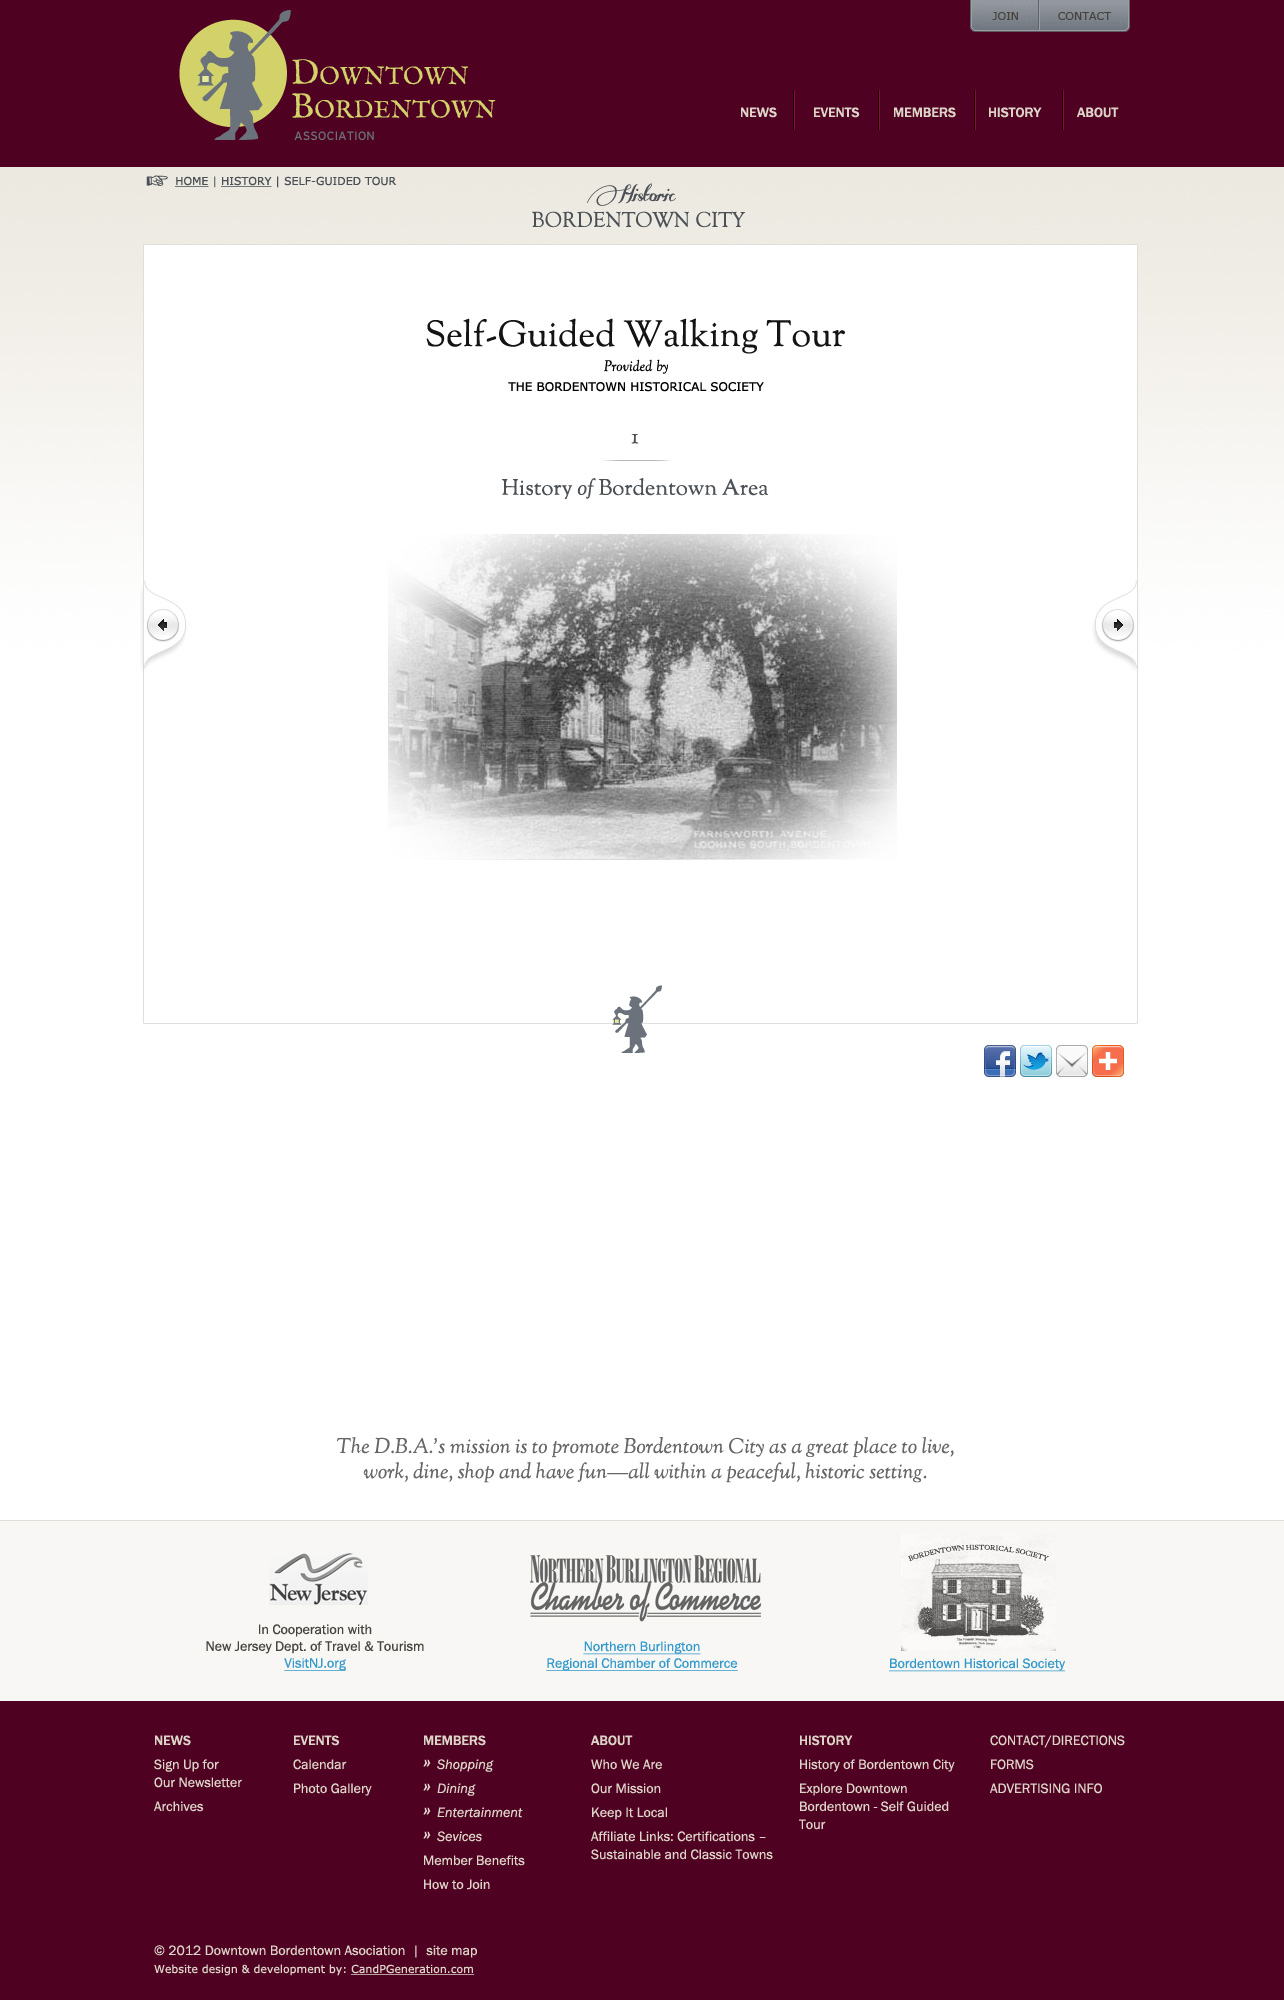 JOIN
CONTACT
DOWNTOWN
BORDENTOWN
ASSOCIATION
NEWS
EVENTS
MEMBERS
HISTORY
ABOUT
HOME | HISTORY | SELF-GUIDED TOUR
Historic
BORDENTOWN CITY
Self-Guided Walking Tour
Provided by
THE BORDENTOWN HISTORICAL SOCIETY
1
History of Bordentown Area
FARNSWORTH AVENUE,
LOOKING SOUTH, BORDENTOWN
The D.B.A.'s mission is to promote Bordentown City as a great place to live,
work, dine, shop and have fun—all within a peaceful, historic setting.
New Jersey
In Cooperation with
New Jersey Dept. of Travel & Tourism
VisitNJ.org
NORTHERN BURLINGTON REGIONAL
Chamber of Commerce
Northern Burlington
Regional Chamber of Commerce
BORDENTOWN HISTORICAL SOCIETY
Bordentown Historical Society
NEWS
Sign Up for
Our Newsletter
Archives
EVENTS
Calendar
Photo Gallery
MEMBERS
» Shopping
» Dining
» Entertainment
» Sevices
Member Benefits
How to Join
ABOUT
Who We Are
Our Mission
Keep It Local
Affiliate Links: Certifications –
Sustainable and Classic Towns
HISTORY
History of Bordentown City
Explore Downtown
Bordentown - Self Guided
Tour
CONTACT/DIRECTIONS
FORMS
ADVERTISING INFO
© 2012 Downtown Bordentown Asociation | site map
Website design & development by: CandPGeneration.com